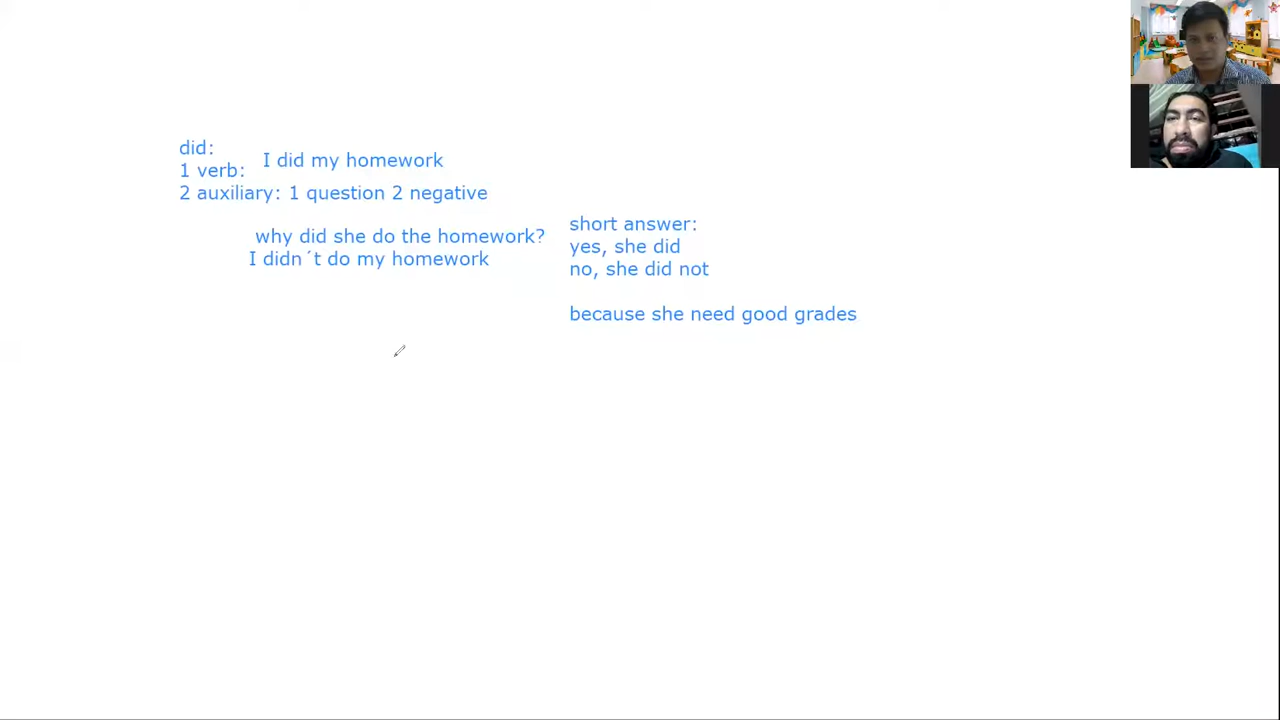 did:
1 verb:
I did my homework
2 auxiliary: 1 question 2 negative
why did she do the homework?
I didn´t do my homework
short answer:
yes, she did
no, she did not
because she need good grades